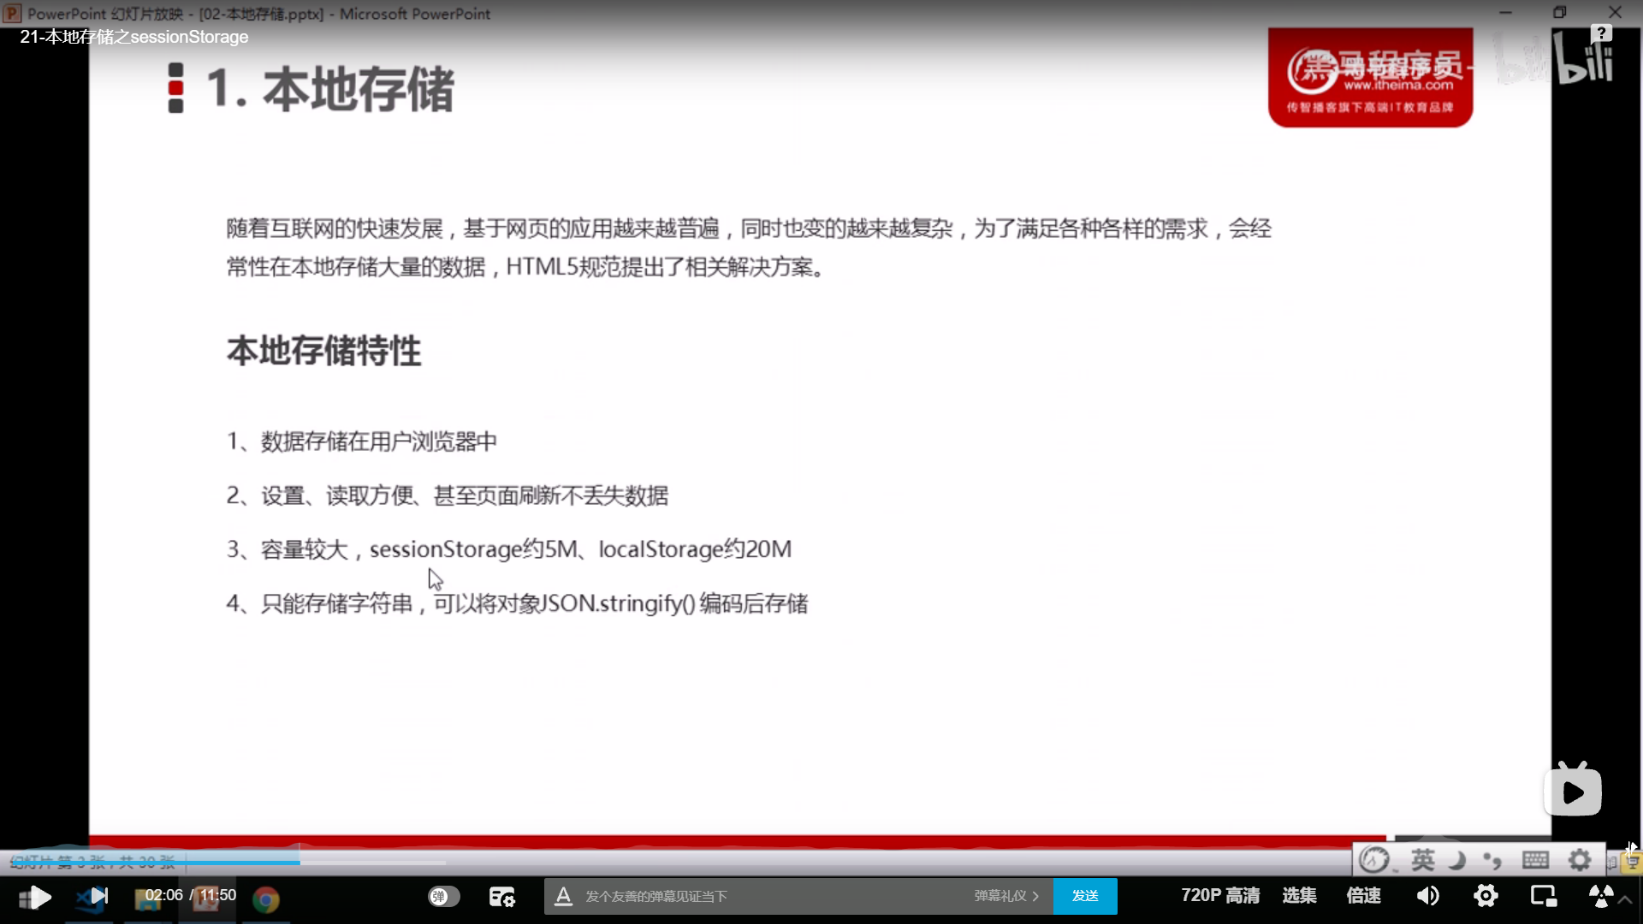 PowerPoint 幻灯片放映 - [02-本地存储.pptx] - Microsoft PowerPoint
21-本地存储之sessionStorage
1. 本地存储
黑马程序员
www.itheima.com
传智播客旗下高端IT教育品牌
bilibili
随着互联网的快速发展，基于网页的应用越来越普遍，同时也变的越来越复杂，为了满足各种各样的需求，会经
常性在本地存储大量的数据，HTML5规范提出了相关解决方案。
本地存储特性
1、数据存储在用户浏览器中
2、设置、读取方便、甚至页面刷新不丢失数据
3、容量较大，sessionStorage约5M、localStorage约20M
4、只能存储字符串，可以将对象JSON.stringify() 编码后存储
幻灯片 第 3 张，共 30 张
英
02:06 / 11:50
弹
发个友善的弹幕见证当下
弹幕礼仪 >
发送
720P 高清
选集
倍速